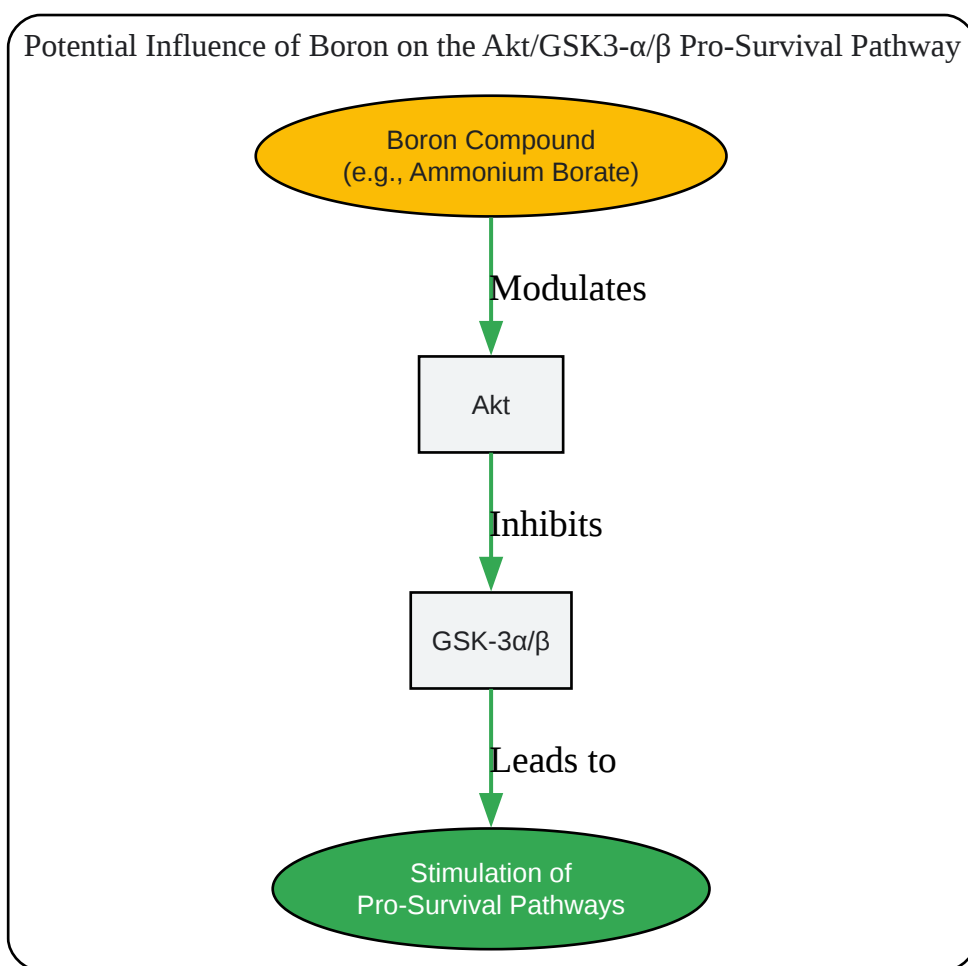 Potential Influence of Boron on the Akt/GSK3-α/β Pro-Survival Pathway
Boron Compound
(e.g., Ammonium Borate)
Modulates
Akt
Inhibits
GSK-3α/β
Leads to
Stimulation of
Pro-Survival Pathways